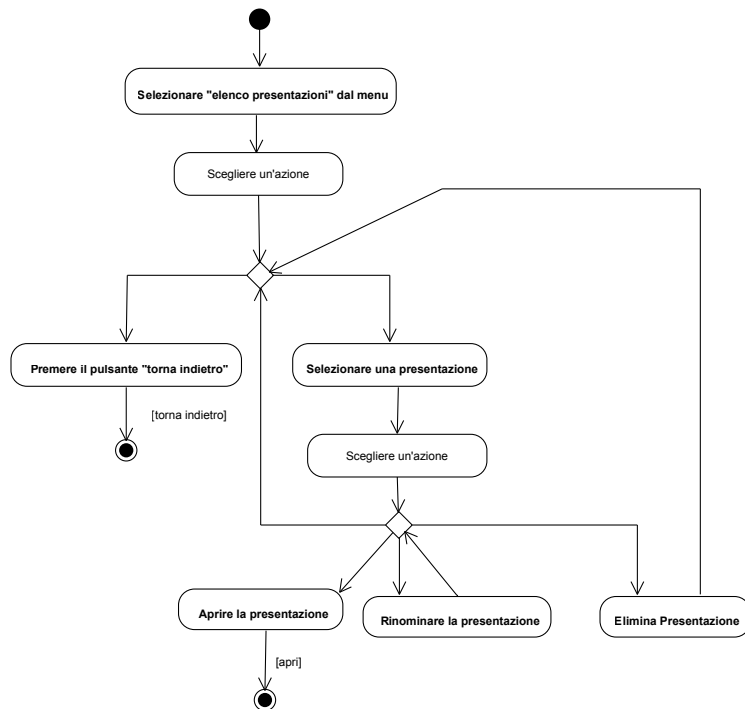 Selezionare "elenco presentazioni" dal menu
Scegliere un'azione
Premere il pulsante "torna indietro"
Selezionare una presentazione
[torna indietro]
Scegliere un'azione
Aprire la presentazione
Rinominare la presentazione
Elimina Presentazione
[apri]